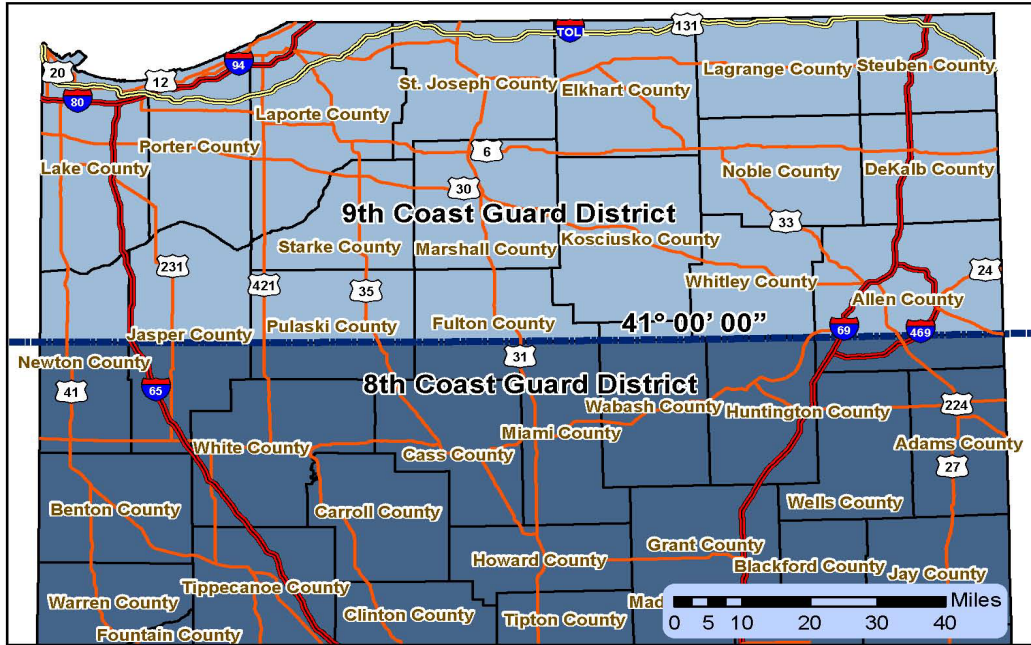 131
TOL
94
20
12
80
Lagrange County
Steuben County
St. Joseph County
Elkhart County
Laporte County
Porter County
6
Lake County
Noble County
DeKalb County
30
9th Coast Guard District
33
Starke County
Marshall County
Kosciusko County
231
24
421
35
Whitley County
Allen County
Jasper County
Pulaski County
Fulton County
41° 00' 00"
69
469
Newton County
31
41
65
8th Coast Guard District
Wabash County
Huntington County
224
White County
Miami County
Adams County
Cass County
27
Benton County
Carroll County
Wells County
Howard County
Grant County
Blackford County
Jay County
Tippecanoe County
Warren County
Clinton County
Tipton County
Mad
Miles
0 5 10 20 30 40
Fountain County